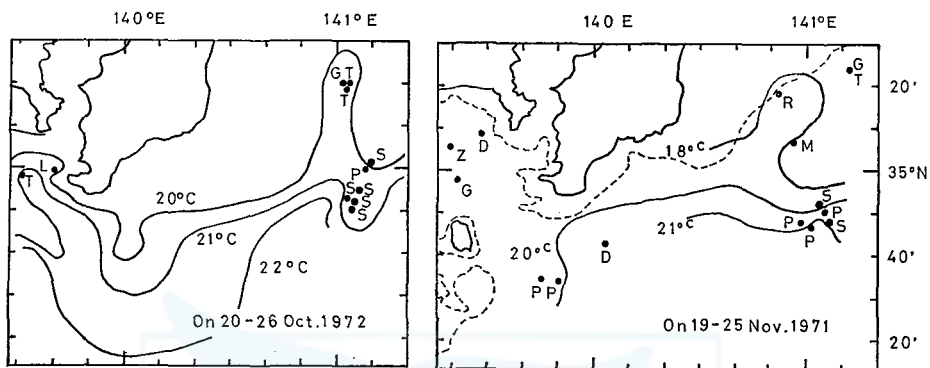 140°E 141°E
G T
T
S
P
L
T
S S
S S
20°C
21°C
22°C
On 20-26 Oct.1972
140 E 141°E
G
T
20'
R
D
18°C
M
Z
35°N
G
S
P
P S
P
21°C
20°C
D
40'
P P
On 19-25 Nov.1971
20'